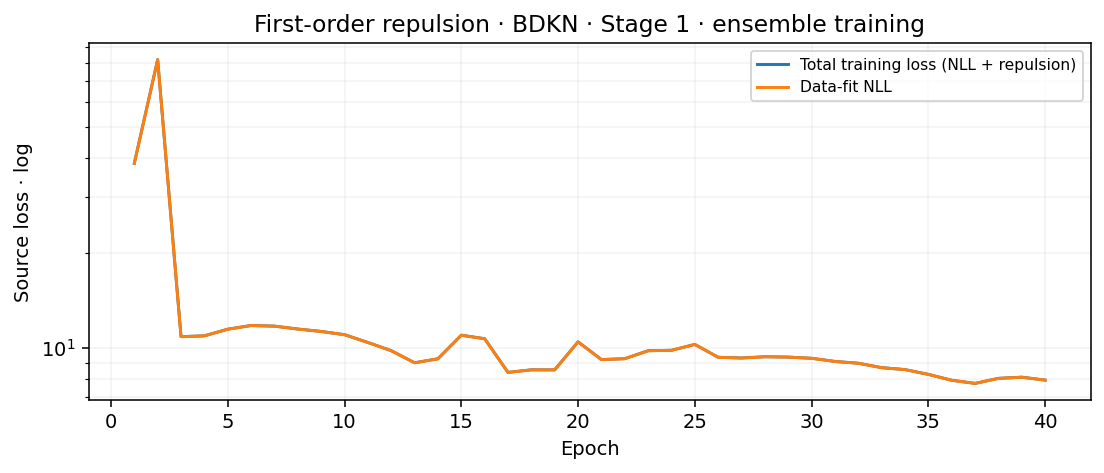 First-order repulsion · BDKN · Stage 1 · ensemble training
Total training loss (NLL + repulsion)
Data-fit NLL
Source loss · log
10¹
0 5 10 15 20 25 30 35 40
Epoch